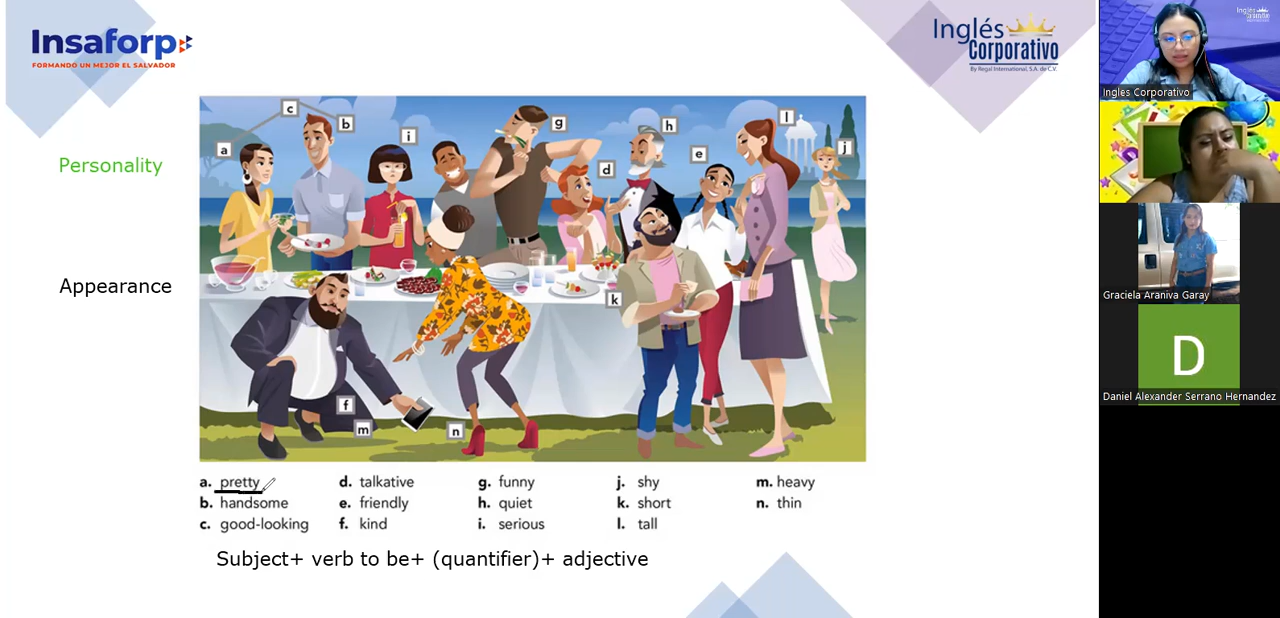 Insaforp
FORMANDO UN MEJOR EL SALVADOR
Inglés
Corporativo
By Regal International, S.A. de C.V.
Personality
Appearance
a
c
b
i
g
h
d
e
l
j
k
f
m
n
a. pretty
b. handsome
c. good-looking
d. talkative
e. friendly
f. kind
g. funny
h. quiet
i. serious
j. shy
k. short
l. tall
m. heavy
n. thin
Subject+ verb to be+ (quantifier)+ adjective
Ingles Corporativo
Graciela Araniva Garay
D
Daniel Alexander Serrano Hernandez